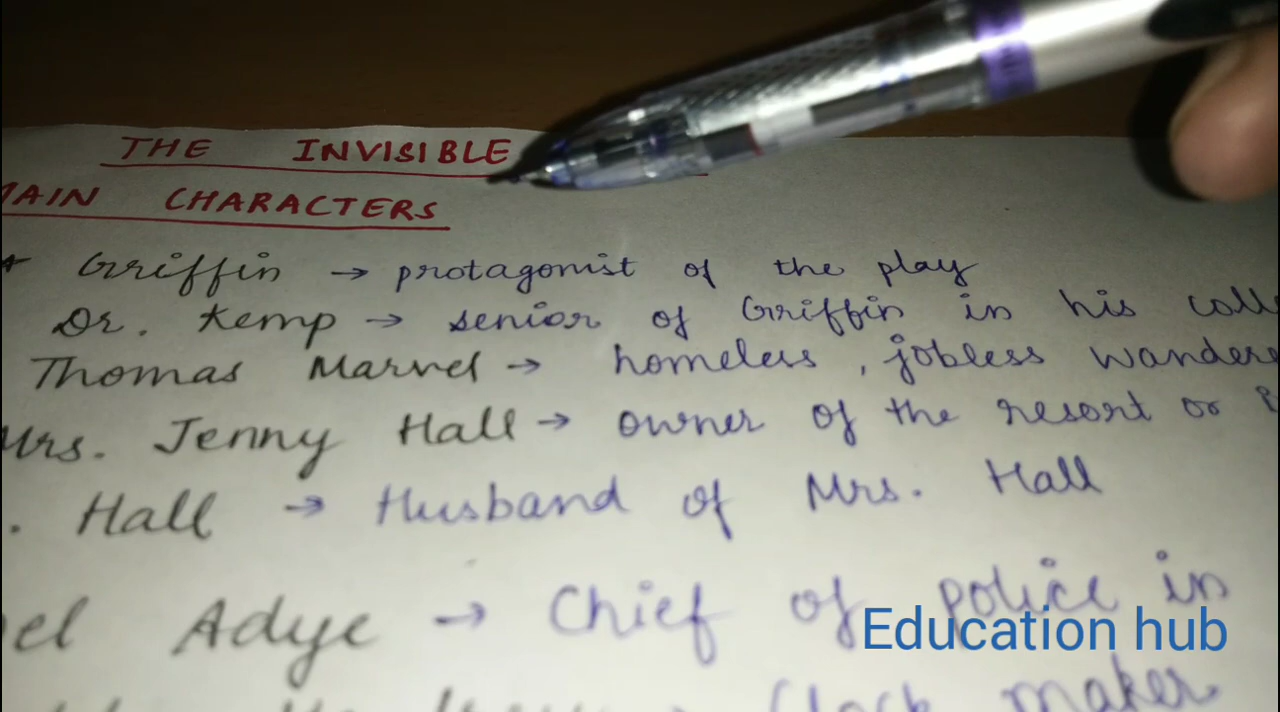 THE INVISIBLE
MAIN CHARACTERS
Griffin → protagonist of the play
Dr. Kemp → senior of Griffin in his coll
Thomas Marvel → homeless, jobless wandere
Mrs. Jenny Hall → owner of the resort or
. Hall → Husband of Mrs. Hall
el Adye → Chief of police in
Clock maker
Education hub